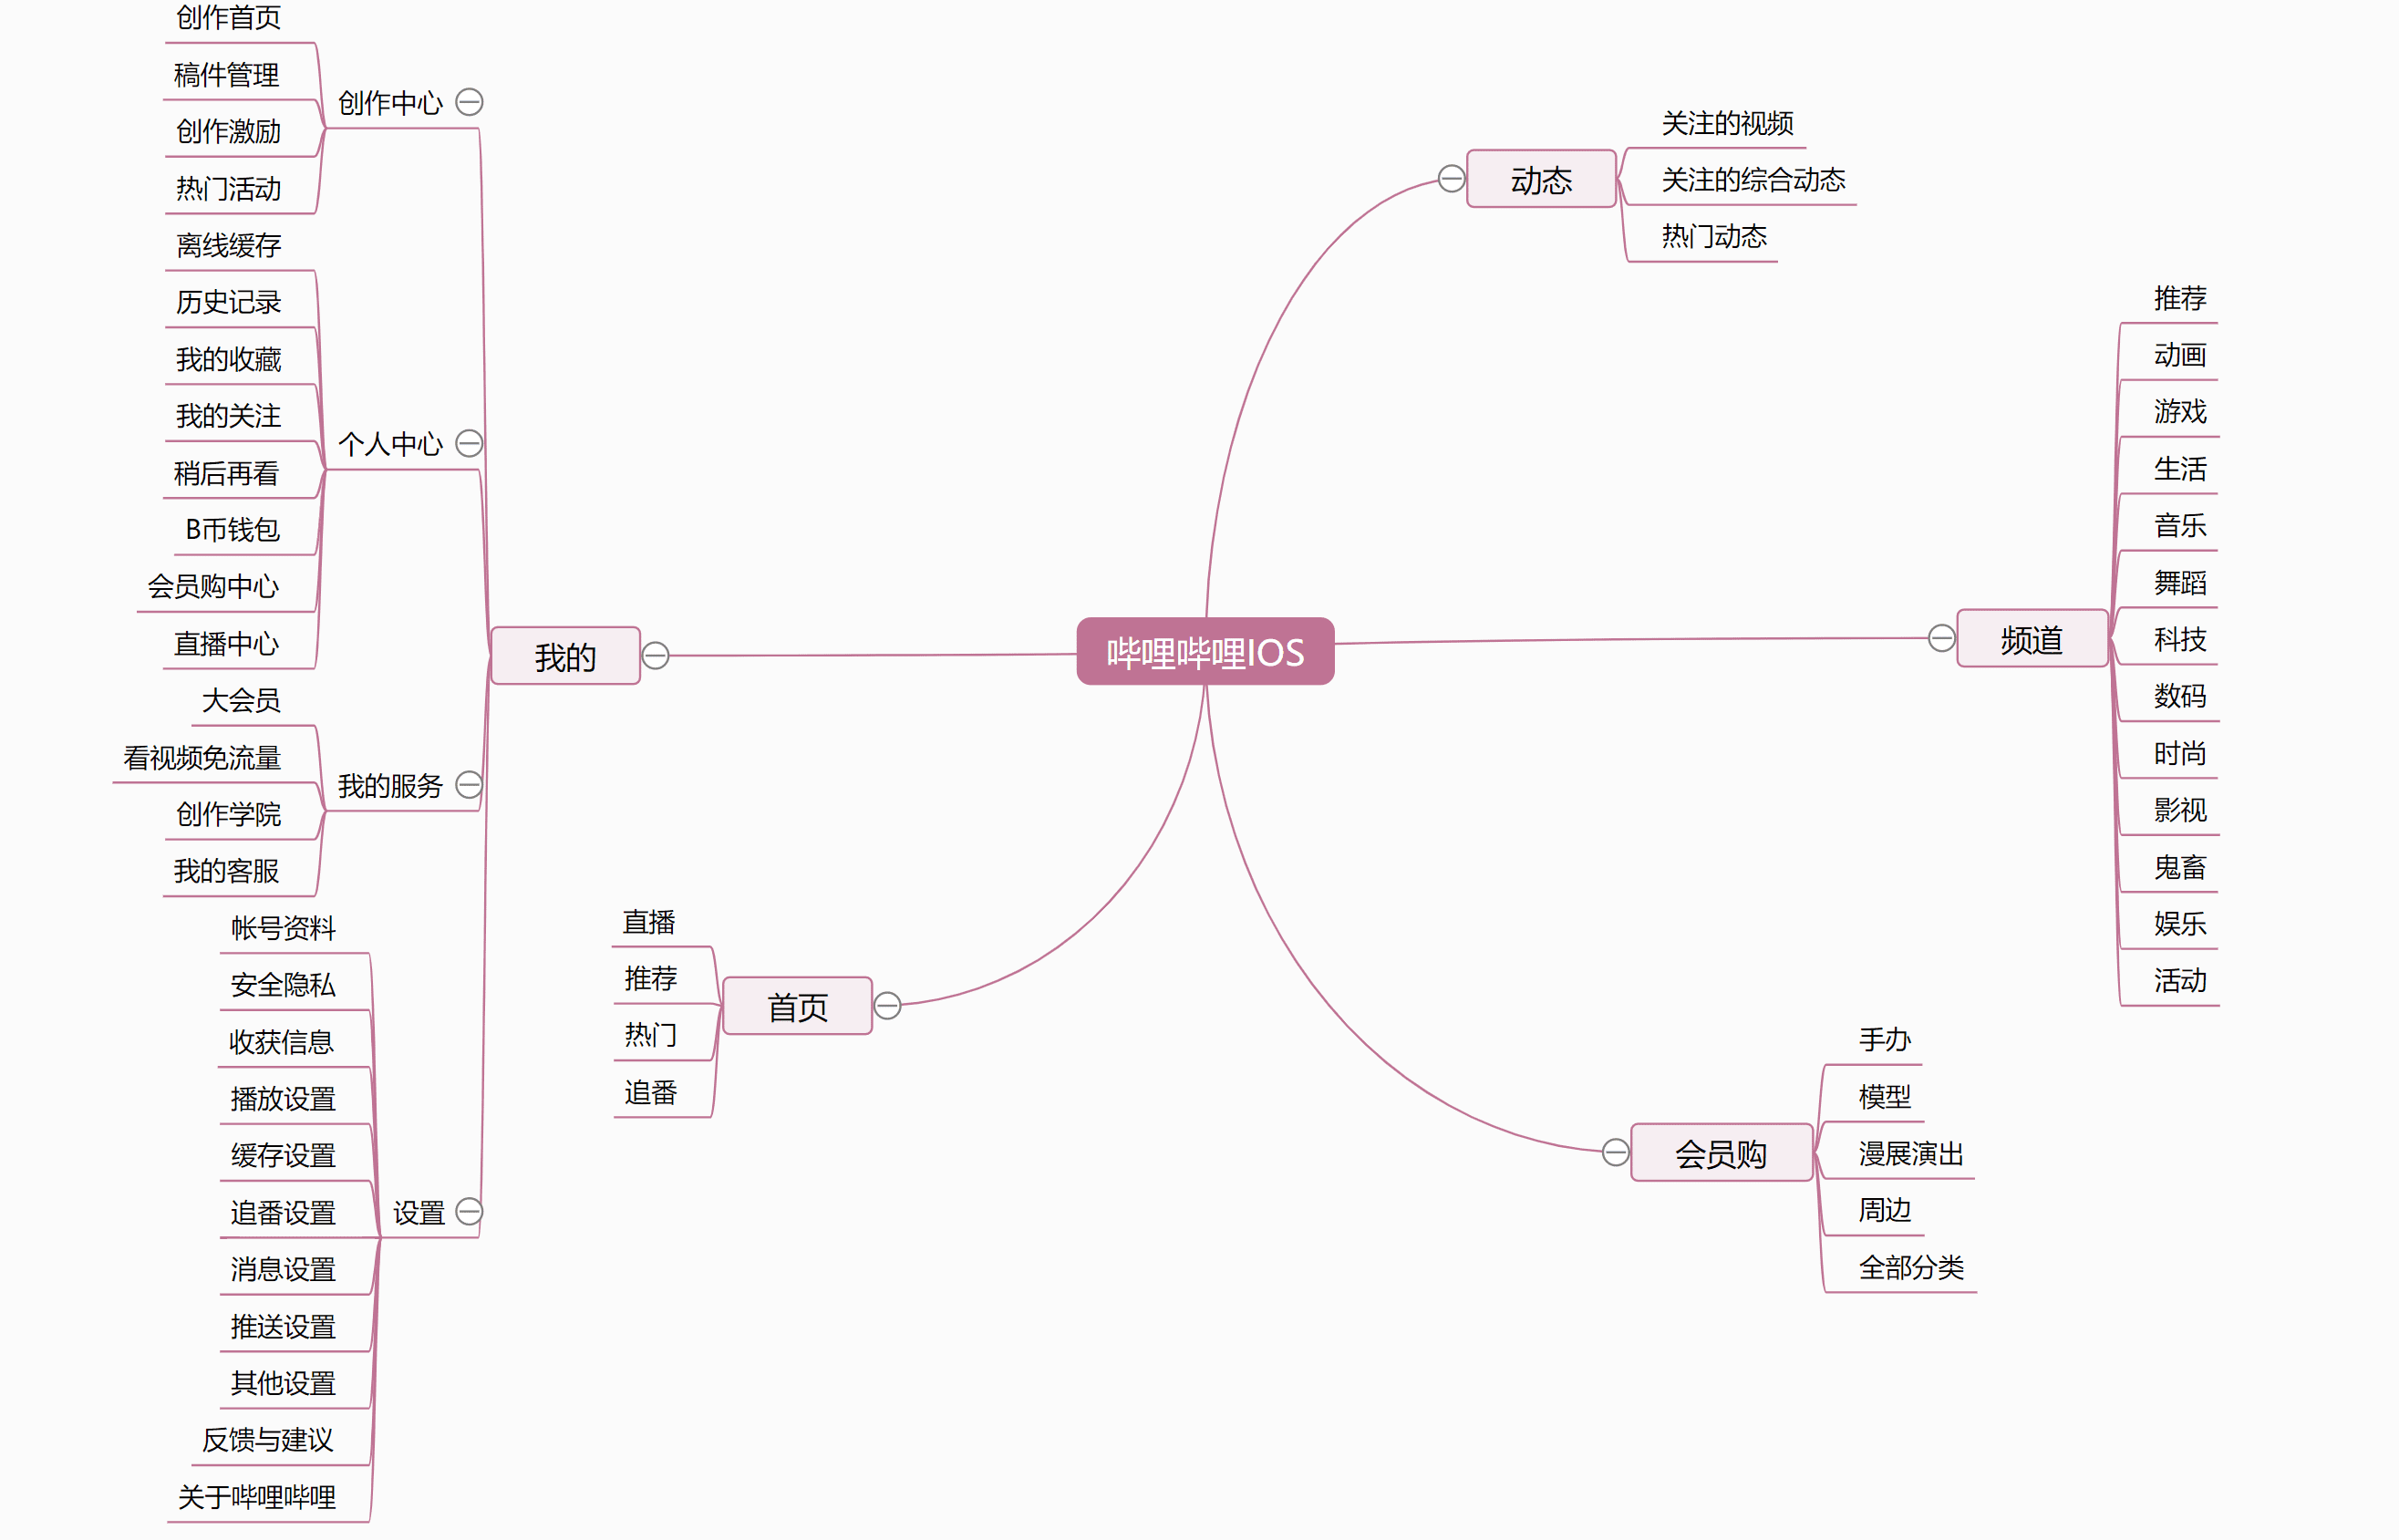 哔哩哔哩IOS
动态
关注的视频
关注的综合动态
热门动态
频道
推荐
动画
游戏
生活
音乐
舞蹈
科技
数码
时尚
影视
鬼畜
娱乐
活动
会员购
手办
模型
漫展演出
周边
全部分类
首页
直播
推荐
热门
追番
我的
创作中心
创作首页
稿件管理
创作激励
热门活动
个人中心
离线缓存
历史记录
我的收藏
我的关注
稍后再看
B币钱包
会员购中心
直播中心
我的服务
大会员
看视频免流量
创作学院
我的客服
设置
帐号资料
安全隐私
收获信息
播放设置
缓存设置
追番设置
消息设置
推送设置
其他设置
反馈与建议
关于哔哩哔哩